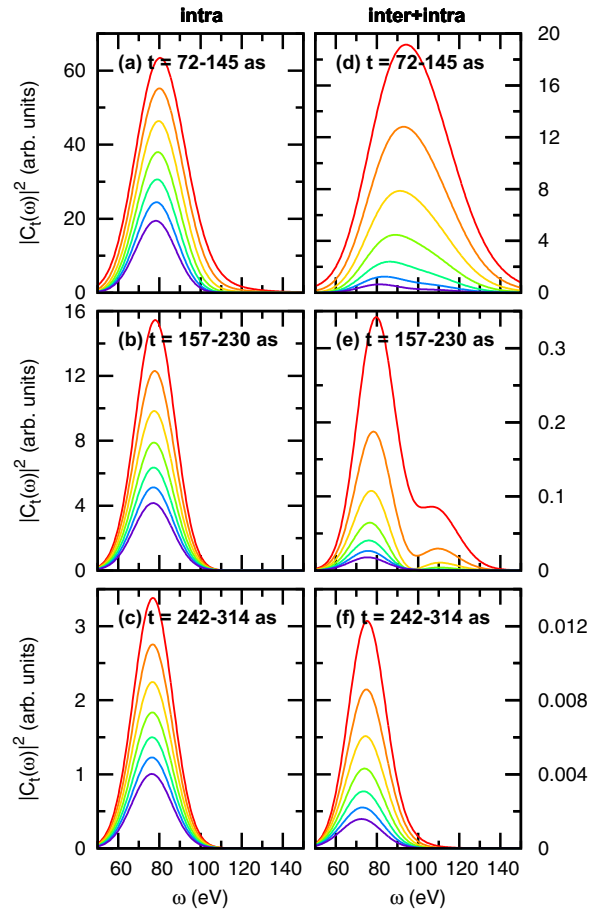 intra
inter+intra
(a) t = 72-145 as
(d) t = 72-145 as
|Cₜ(ω)|² (arb. units)
60
40
20
0
20
16
12
8
4
0
(b) t = 157-230 as
(e) t = 157-230 as
|Cₜ(ω)|² (arb. units)
16
12
8
4
0
0.3
0.2
0.1
0
(c) t = 242-314 as
(f) t = 242-314 as
|Cₜ(ω)|² (arb. units)
3
2
1
0
0.012
0.008
0.004
0
60 80 100 120 140
60 80 100 120 140
ω (eV)
ω (eV)